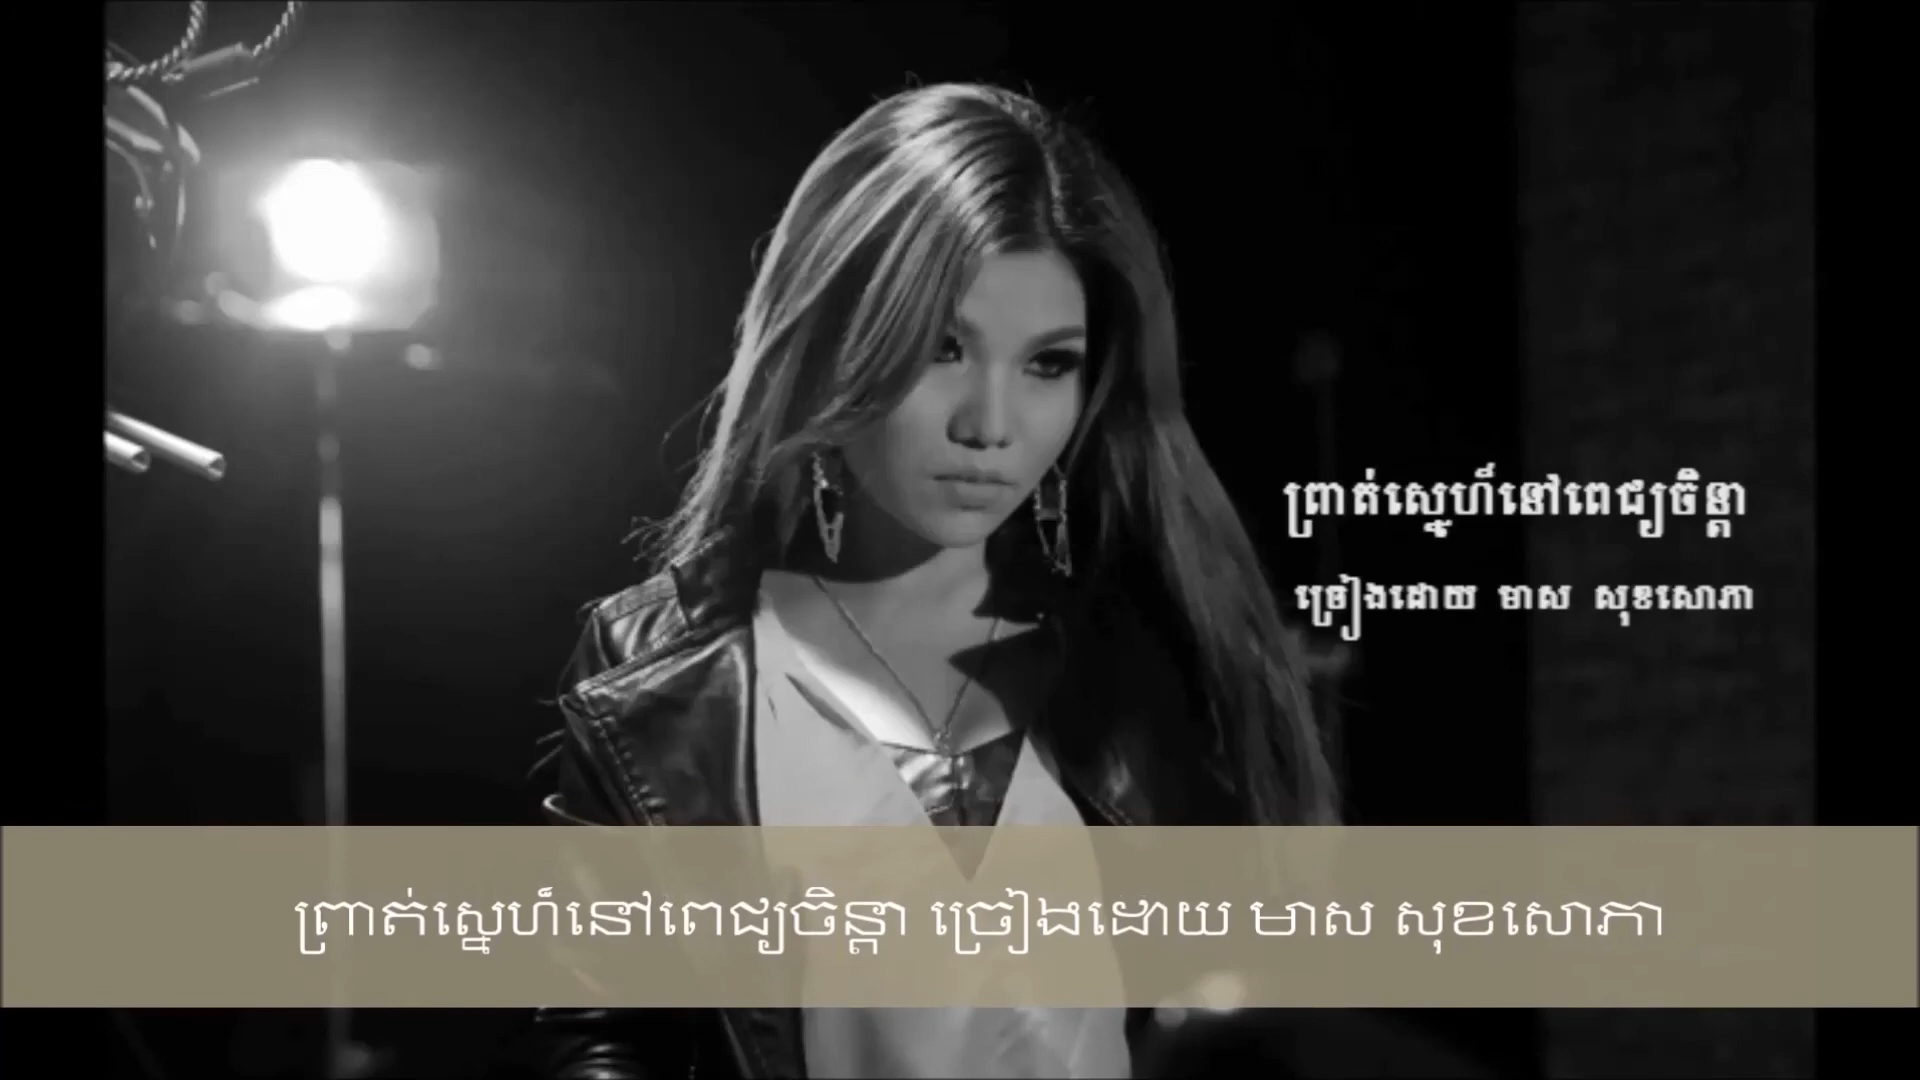 ព្រាត់ស្នេហ៍នៅពេជ្យចិន្តា
ច្រៀងដោយ មាស សុខសោភា
ព្រាត់ស្នេហ៍នៅពេជ្យចិន្តា ច្រៀងដោយ មាស សុខសោភា